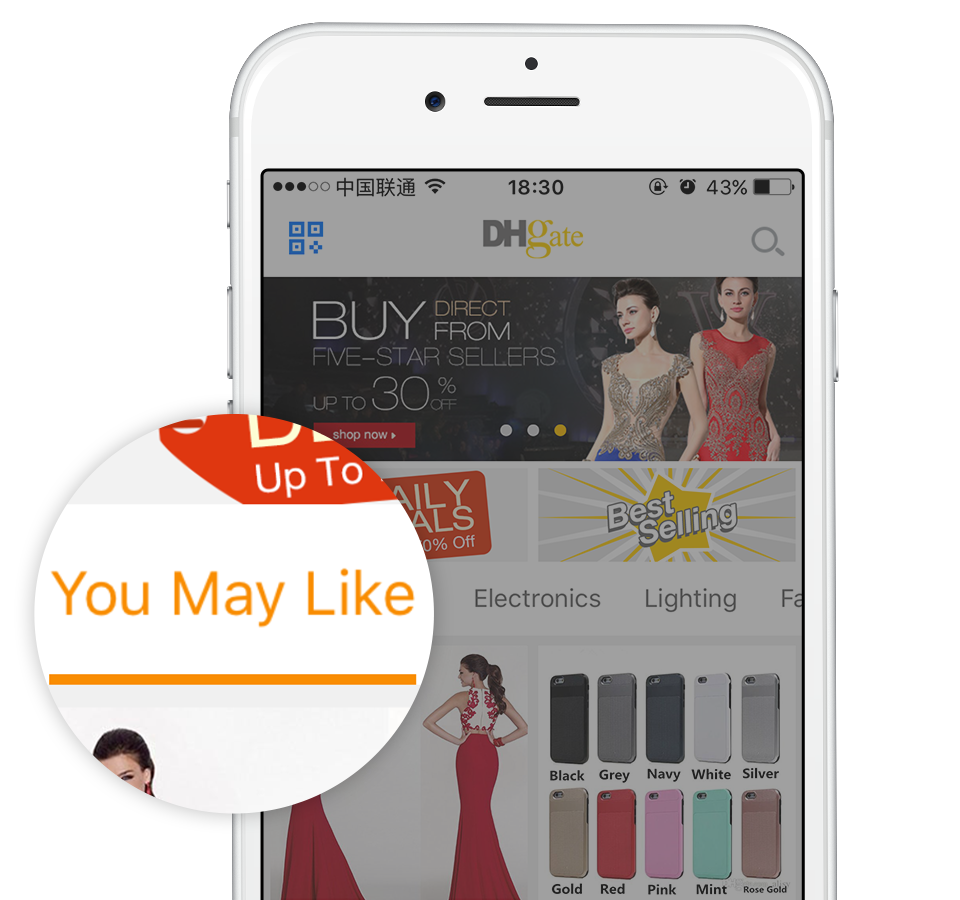 中国联通
18:30
43%
DHgate
BUY DIRECT FROM
FIVE-STAR SELLERS
UP TO 30% OFF
shop now
Up To
AILY
ALS
0% Off
Best
Selling
You May Like
Electronics
Lighting
Fa
Black Grey Navy White Silver
Gold Red Pink Mint Rose Gold